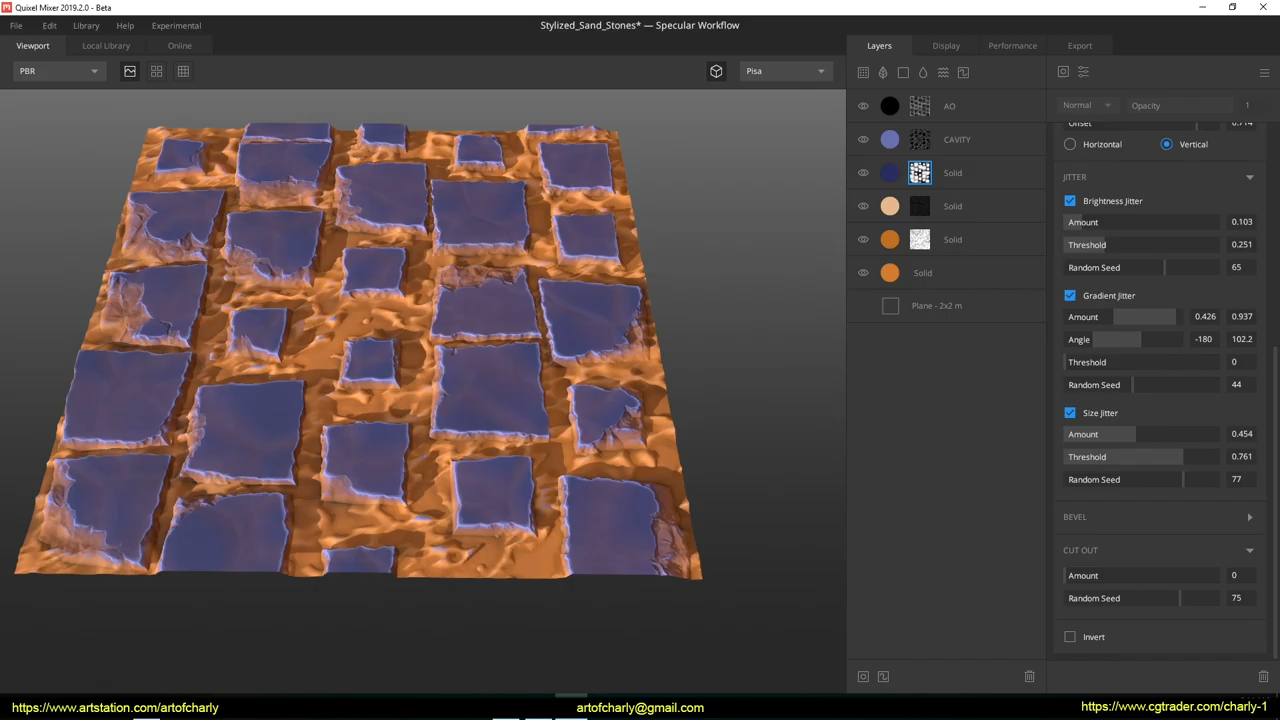 Quixel Mixer 2019.2.0 - Beta
File Edit Library Help Experimental
Stylized_Sand_Stones* — Specular Workflow
Viewport Local Library Online
Layers Display Performance Export
PBR
Pisa
Normal Opacity 1
AO
CAVITY
Solid
Solid
Solid
Solid
Plane - 2x2 m
Offset 0.714
Horizontal Vertical
JITTER
Brightness Jitter
Amount 0.103
Threshold 0.251
Random Seed 65
Gradient Jitter
Amount 0.426 0.937
Angle -180 102.2
Threshold 0
Random Seed 44
Size Jitter
Amount 0.454
Threshold 0.761
Random Seed 77
BEVEL
CUT OUT
Amount 0
Random Seed 75
Invert
https://www.artstation.com/artofcharly
artofcharly@gmail.com
https://www.cgtrader.com/charly-1